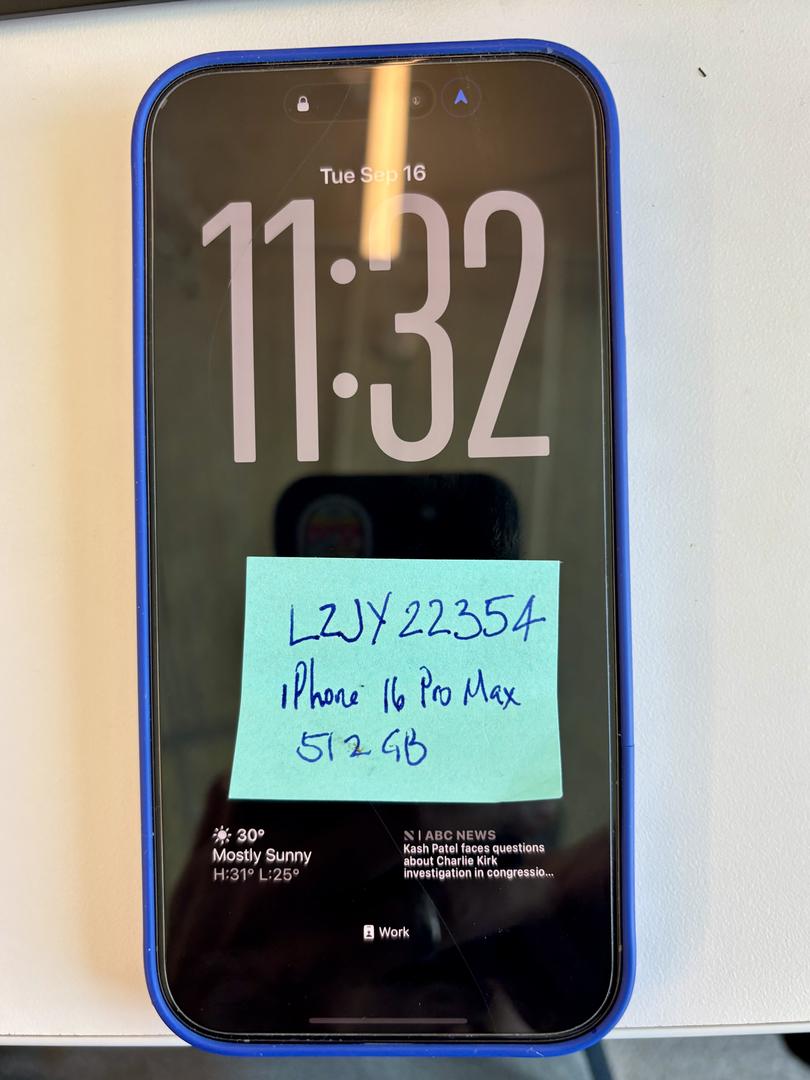 Tue Sep 16
11:32
LZJY22354
iPhone 16 Pro Max
512 GB
30°
Mostly Sunny
H:31° L:25°
ABC NEWS
Kash Patel faces questions
about Charlie Kirk
investigation in congressio...
Work